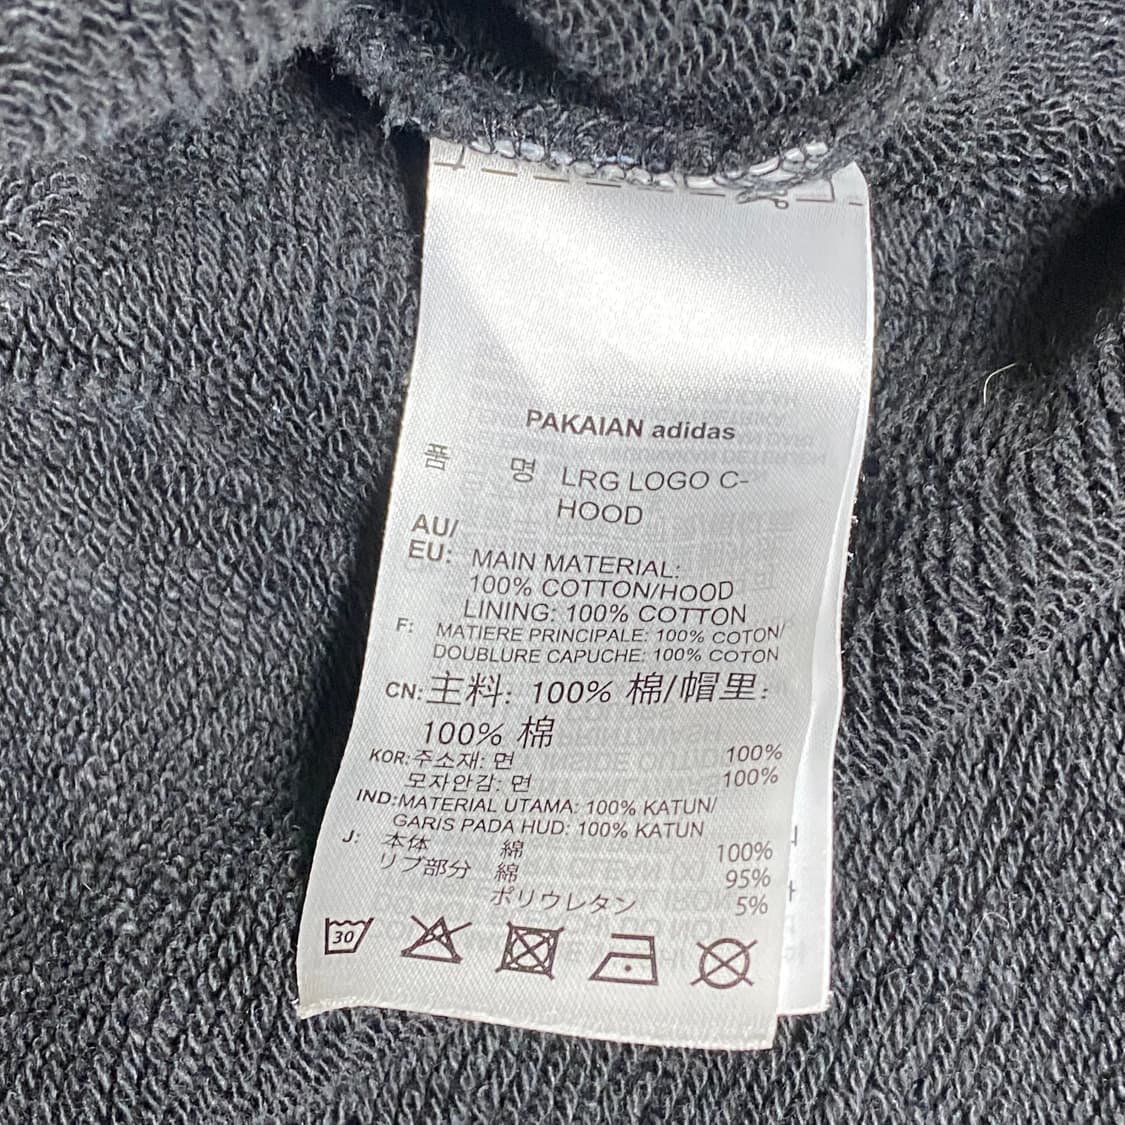 PAKAIAN adidas
품 명 LRG LOGO C-
HOOD
AU/
EU: MAIN MATERIAL:
100% COTTON/HOOD
LINING: 100% COTTON
F: MATIERE PRINCIPALE: 100% COTON/
DOUBLURE CAPUCHE: 100% COTON
CN: 主料: 100% 棉/帽里:
100% 棉
KOR: 주소재: 면 100%
모자안감: 면 100%
IND: MATERIAL UTAMA: 100% KATUN/
GARIS PADA HUD: 100% KATUN
J: 本体 綿 100%
リブ部分 綿 95%
ポリウレタン 5%
30